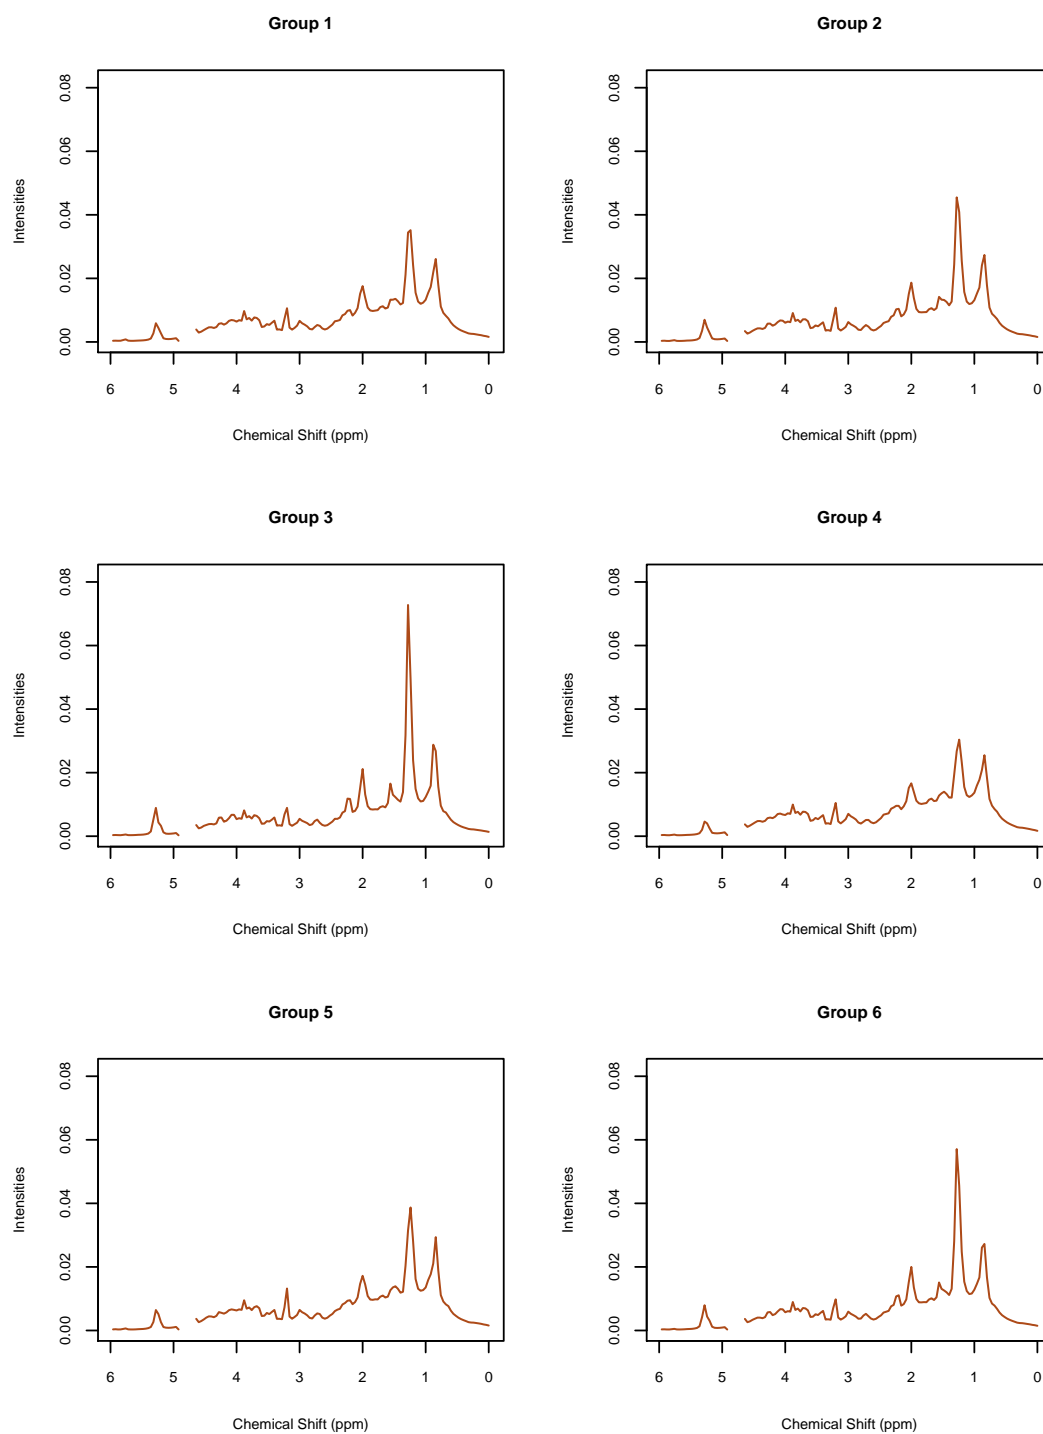 Group 1
Intensities
0.00 0.02 0.04 0.06 0.08
6 5 4 3 2 1 0
Chemical Shift (ppm)
Group 2
Intensities
0.00 0.02 0.04 0.06 0.08
6 5 4 3 2 1 0
Chemical Shift (ppm)
Group 3
Intensities
0.00 0.02 0.04 0.06 0.08
6 5 4 3 2 1 0
Chemical Shift (ppm)
Group 4
Intensities
0.00 0.02 0.04 0.06 0.08
6 5 4 3 2 1 0
Chemical Shift (ppm)
Group 5
Intensities
0.00 0.02 0.04 0.06 0.08
6 5 4 3 2 1 0
Chemical Shift (ppm)
Group 6
Intensities
0.00 0.02 0.04 0.06 0.08
6 5 4 3 2 1 0
Chemical Shift (ppm)